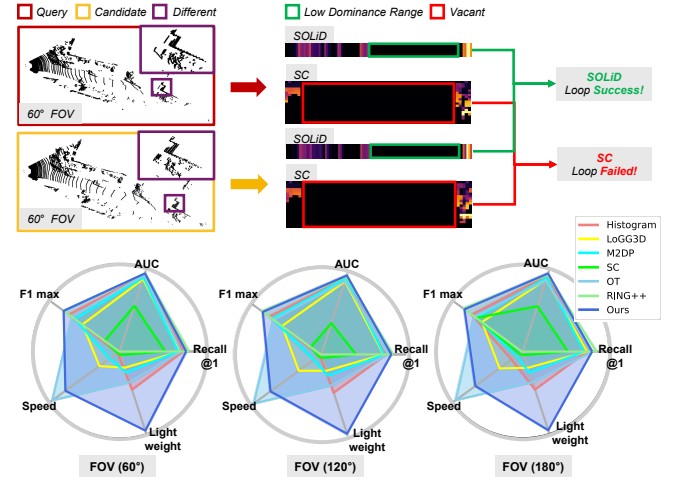 Query Candidate Different Low Dominance Range Vacant
SOLiD
60° FOV
SC
SOLiD
Loop Success!
SOLiD
SC
Loop Failed!
60° FOV
SC
Histogram
LoGG3D
M2DP
SC
OT
RING++
Ours
AUC
F1 max
Recall
@1
Speed
Light
weight
FOV (60°)
AUC
F1 max
Recall
@1
Speed
Light
weight
FOV (120°)
AUC
F1 max
Recall
@1
Speed
Light
weight
FOV (180°)